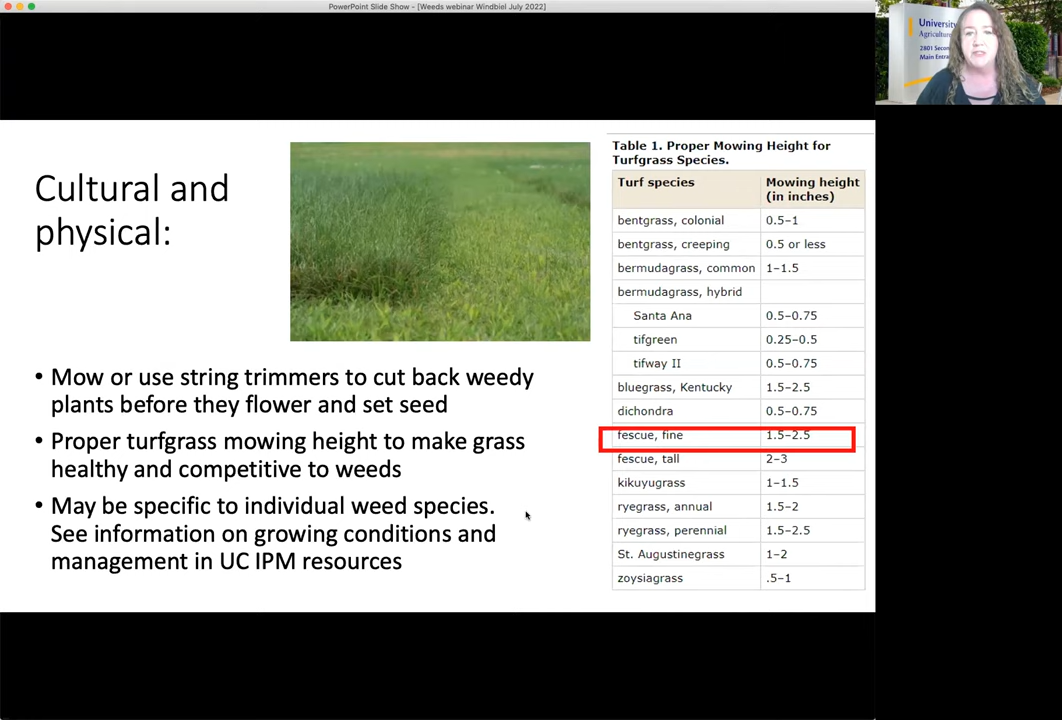 PowerPoint Slide Show - [Weeds webinar Windbiel July 2022]
University
Agricultur
2801 Secon
Main Entra
Cultural and
physical:
• Mow or use string trimmers to cut back weedy
plants before they flower and set seed
• Proper turfgrass mowing height to make grass
healthy and competitive to weeds
• May be specific to individual weed species.
See information on growing conditions and
management in UC IPM resources
Table 1. Proper Mowing Height for
Turfgrass Species.
Turf species Mowing height
(in inches)
bentgrass, colonial 0.5–1
bentgrass, creeping 0.5 or less
bermudagrass, common 1–1.5
bermudagrass, hybrid
Santa Ana 0.5–0.75
tifgreen 0.25–0.5
tifway II 0.5–0.75
bluegrass, Kentucky 1.5–2.5
dichondra 0.5–0.75
fescue, fine 1.5–2.5
fescue, tall 2–3
kikuyugrass 1–1.5
ryegrass, annual 1.5–2
ryegrass, perennial 1.5–2.5
St. Augustinegrass 1–2
zoysiagrass .5–1